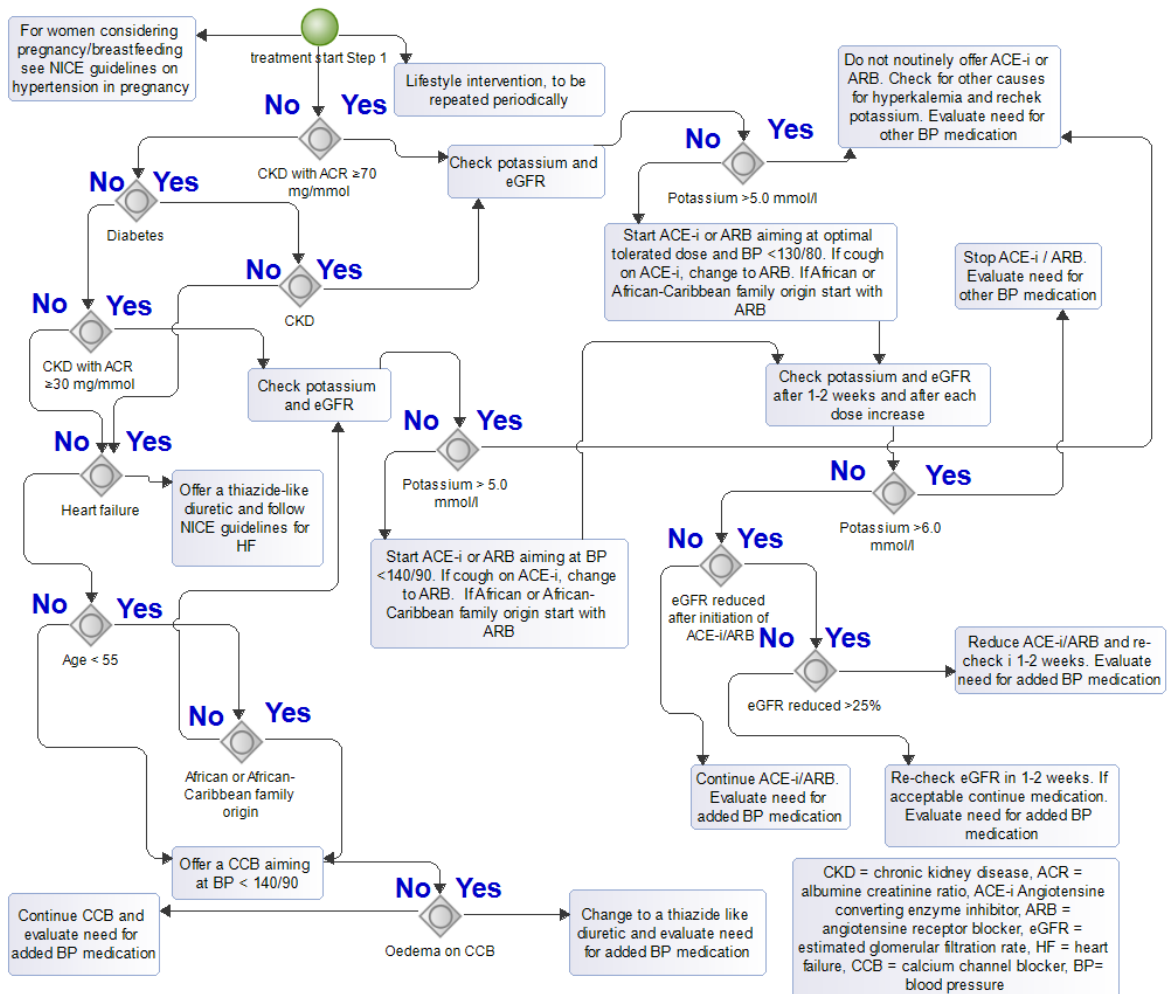 For women considering
pregnancy/breastfeeding
see NICE guidelines on
hypertension in pregnancy
treatment start Step 1
Lifestyle intervention, to be
repeated periodically
Do not routinely offer ACE-i or
ARB. Check for other causes
for hyperkalemia and rechek
potassium. Evaluate need for
other BP medication
No
Yes
CKD with ACR ≥70
mg/mmol
Check potassium and
eGFR
No
Yes
Potassium >5.0 mmol/l
No
Yes
Diabetes
Start ACE-i or ARB aiming at optimal
tolerated dose and BP <130/80. If cough
on ACE-i, change to ARB. If African or
African-Caribbean family origin start with
ARB
Stop ACE-i / ARB.
Evaluate need for
other BP medication
No
Yes
CKD
No
Yes
CKD with ACR
≥30 mg/mmol
Check potassium
and eGFR
Check potassium and eGFR
after 1-2 weeks and after each
dose increase
No
Yes
Potassium > 5.0
mmol/l
No
Yes
Heart failure
Offer a thiazide-like
diuretic and follow
NICE guidelines for
HF
No
Yes
Potassium >6.0
mmol/l
Start ACE-i or ARB aiming at BP
<140/90. If cough on ACE-i, change
to ARB. If African or African-
Caribbean family origin start with
ARB
No
Yes
eGFR reduced
after initiation of
ACE-i/ARB
No
Yes
Age < 55
No
Yes
eGFR reduced >25%
Reduce ACE-i/ARB and re-
check i 1-2 weeks. Evaluate
need for added BP medication
No
Yes
African or African-
Caribbean family
origin
Continue ACE-i/ARB.
Evaluate need for
added BP medication
Re-check eGFR in 1-2 weeks. If
acceptable continue medication.
Evaluate need for added BP
medication
Offer a CCB aiming
at BP < 140/90
No
Yes
Oedema on CCB
Continue CCB and
evaluate need for
added BP medication
Change to a thiazide like
diuretic and evaluate need
for added BP medication
CKD = chronic kidney disease, ACR =
albumine creatinine ratio, ACE-i Angiotensine
converting enzyme inhibitor, ARB =
angiotensine receptor blocker, eGFR =
estimated glomerular filtration rate, HF = heart
failure, CCB = calcium channel blocker, BP=
blood pressure